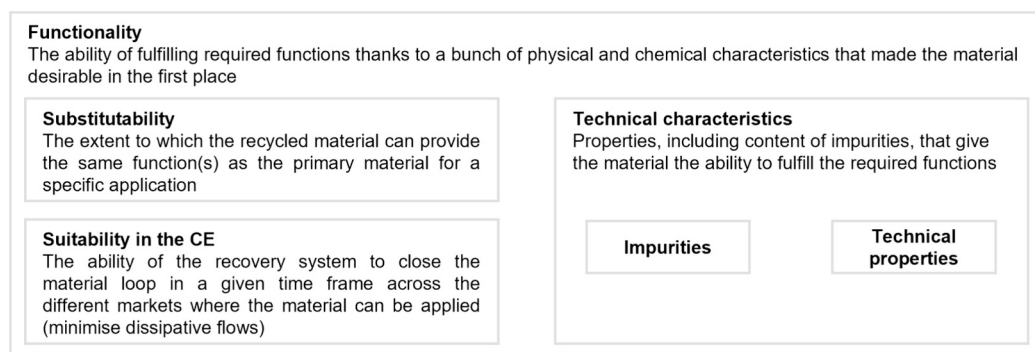 Functionality
The ability of fulfilling required functions thanks to a bunch of physical and chemical characteristics that made the material
desirable in the first place
Substitutability
The extent to which the recycled material can provide
the same function(s) as the primary material for a
specific application
Suitability in the CE
The ability of the recovery system to close the
material loop in a given time frame across the
different markets where the material can be applied
(minimise dissipative flows)
Technical characteristics
Properties, including content of impurities, that give
the material the ability to fulfill the required functions
Impurities
Technical
properties